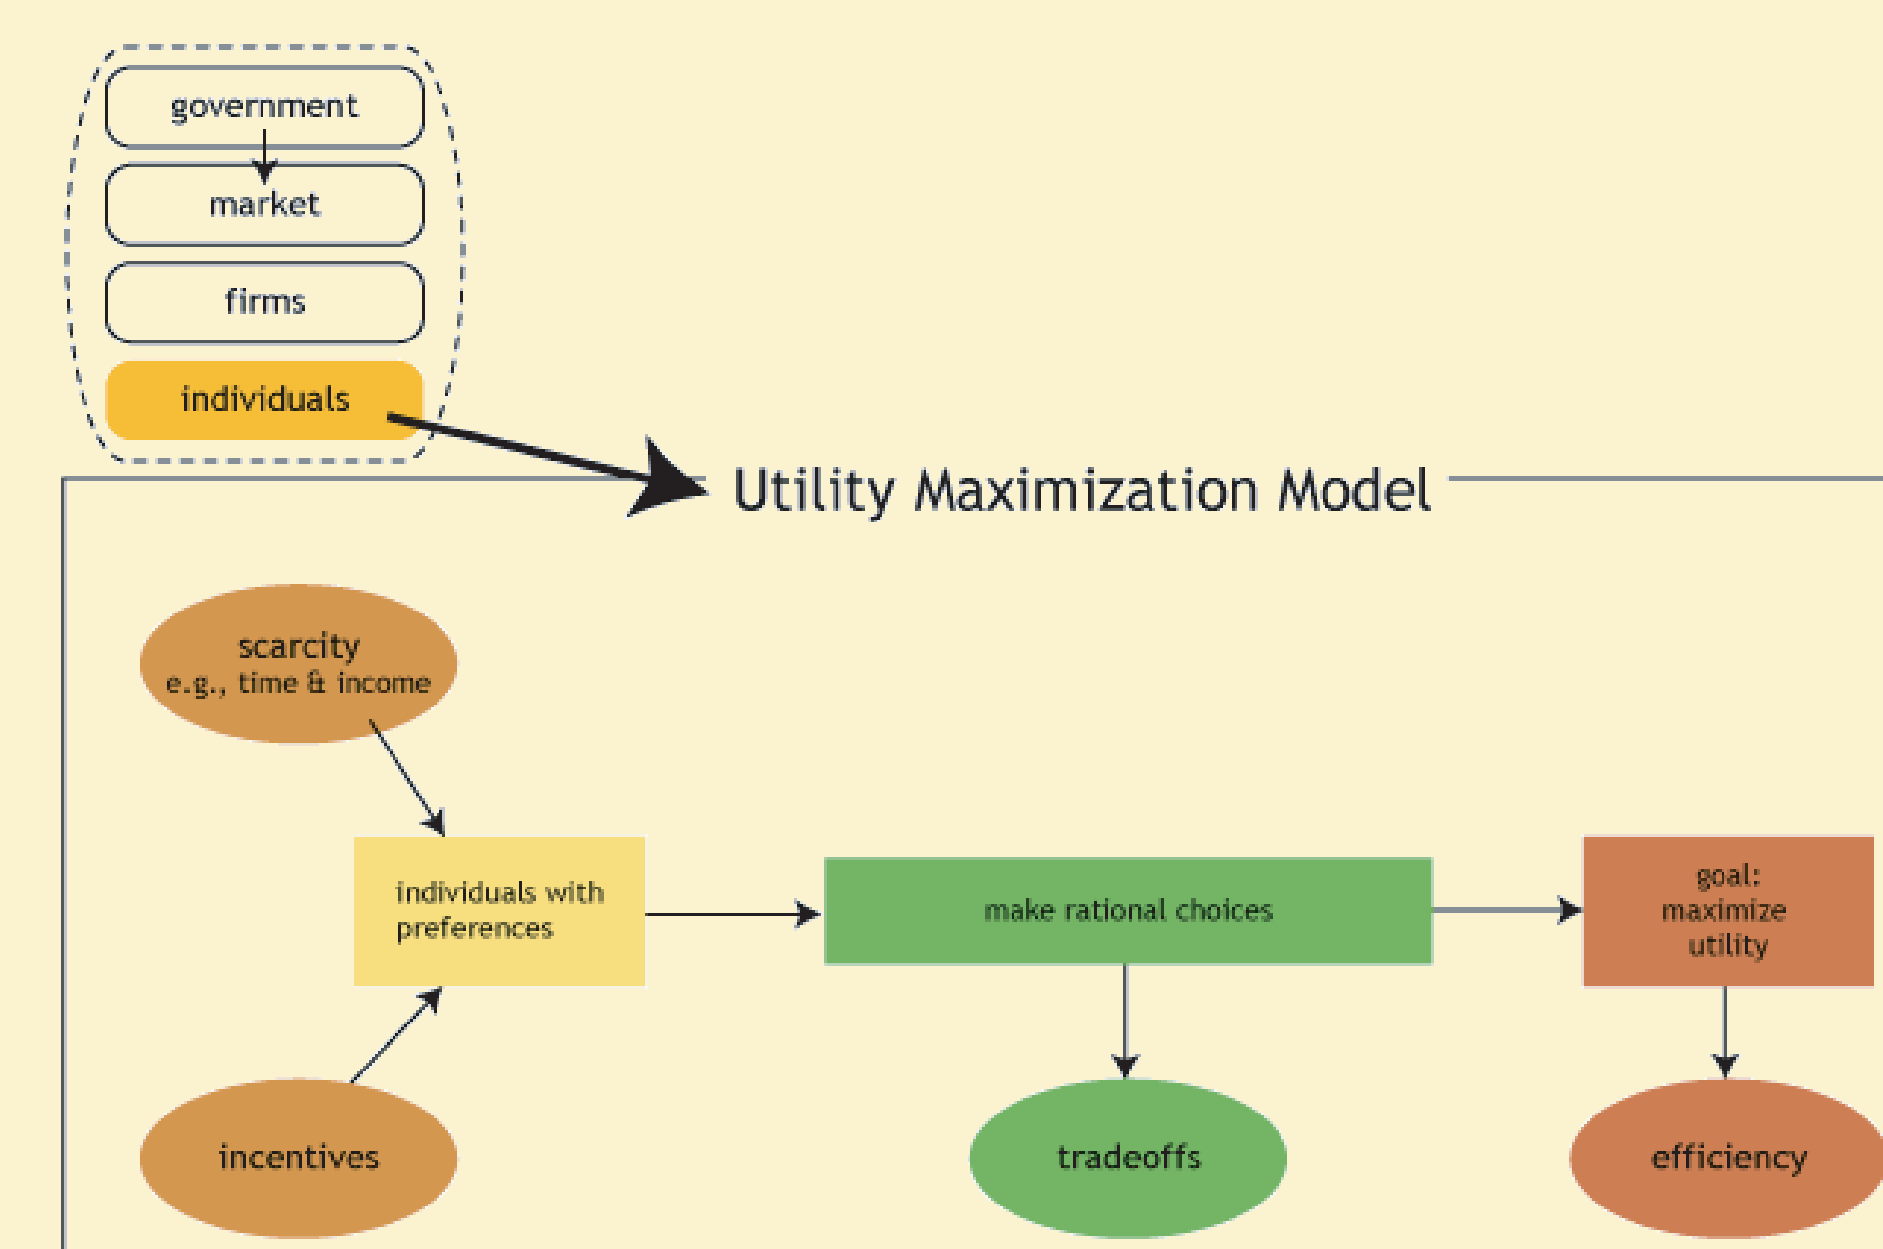 government
market
firms
individuals
Utility Maximization Model
scarcity
e.g., time & income
individuals with
preferences
make rational choices
goal:
maximize
utility
incentives
tradeoffs
efficiency